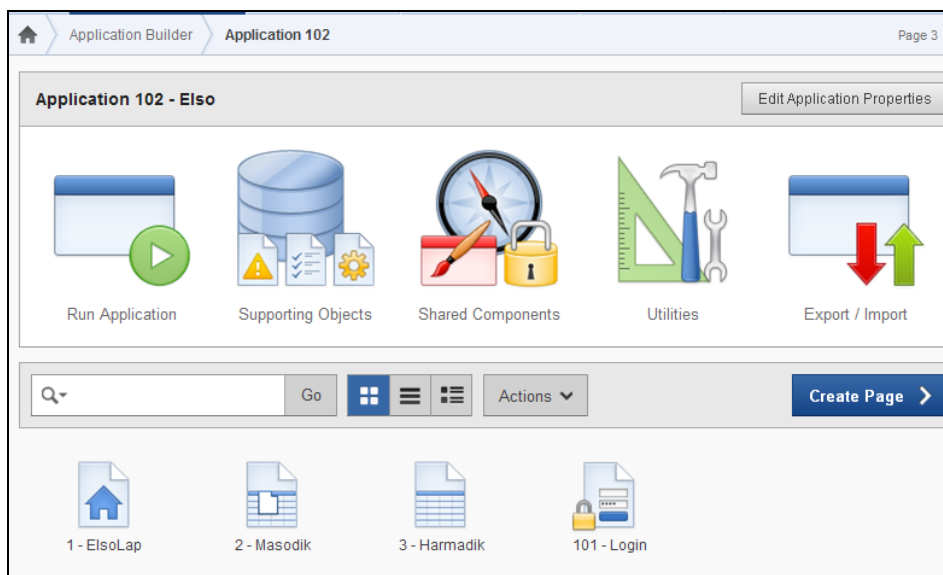 Application Builder Application 102 Page 3
Application 102 - Elso Edit Application Properties
Run Application Supporting Objects Shared Components Utilities Export / Import
Go Actions Create Page
1 - ElsoLap 2 - Masodik 3 - Harmadik 101 - Login